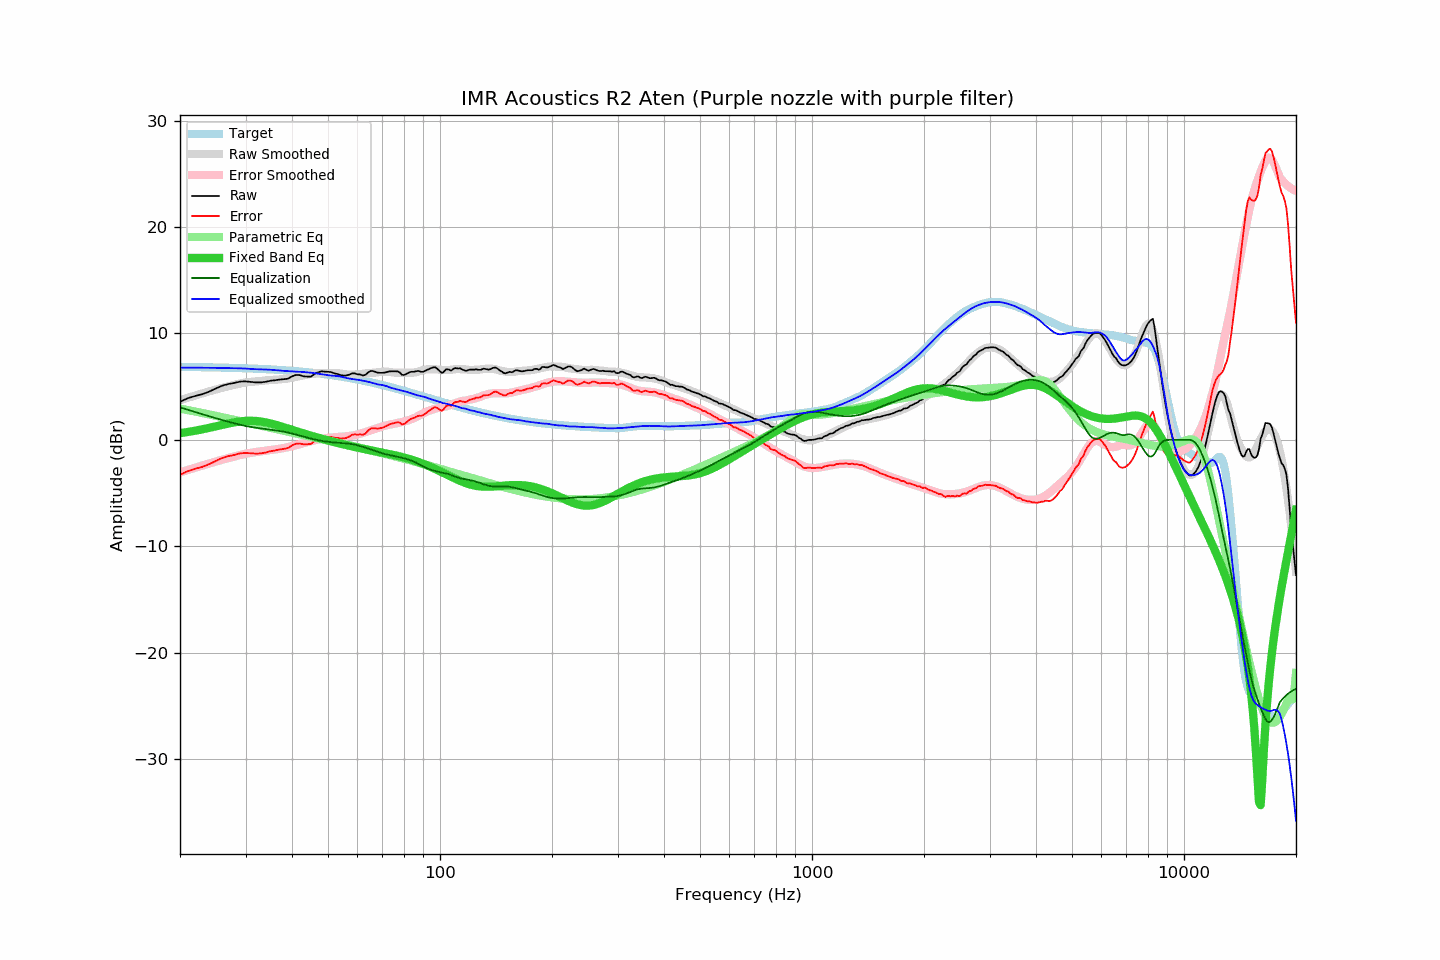 IMR Acoustics R2 Aten (Purple nozzle with purple filter)
30
20
10
0
−10
−20
−30
Amplitude (dBr)
Target
Raw Smoothed
Error Smoothed
Raw
Error
Parametric Eq
Fixed Band Eq
Equalization
Equalized smoothed
100
1000
10000
Frequency (Hz)